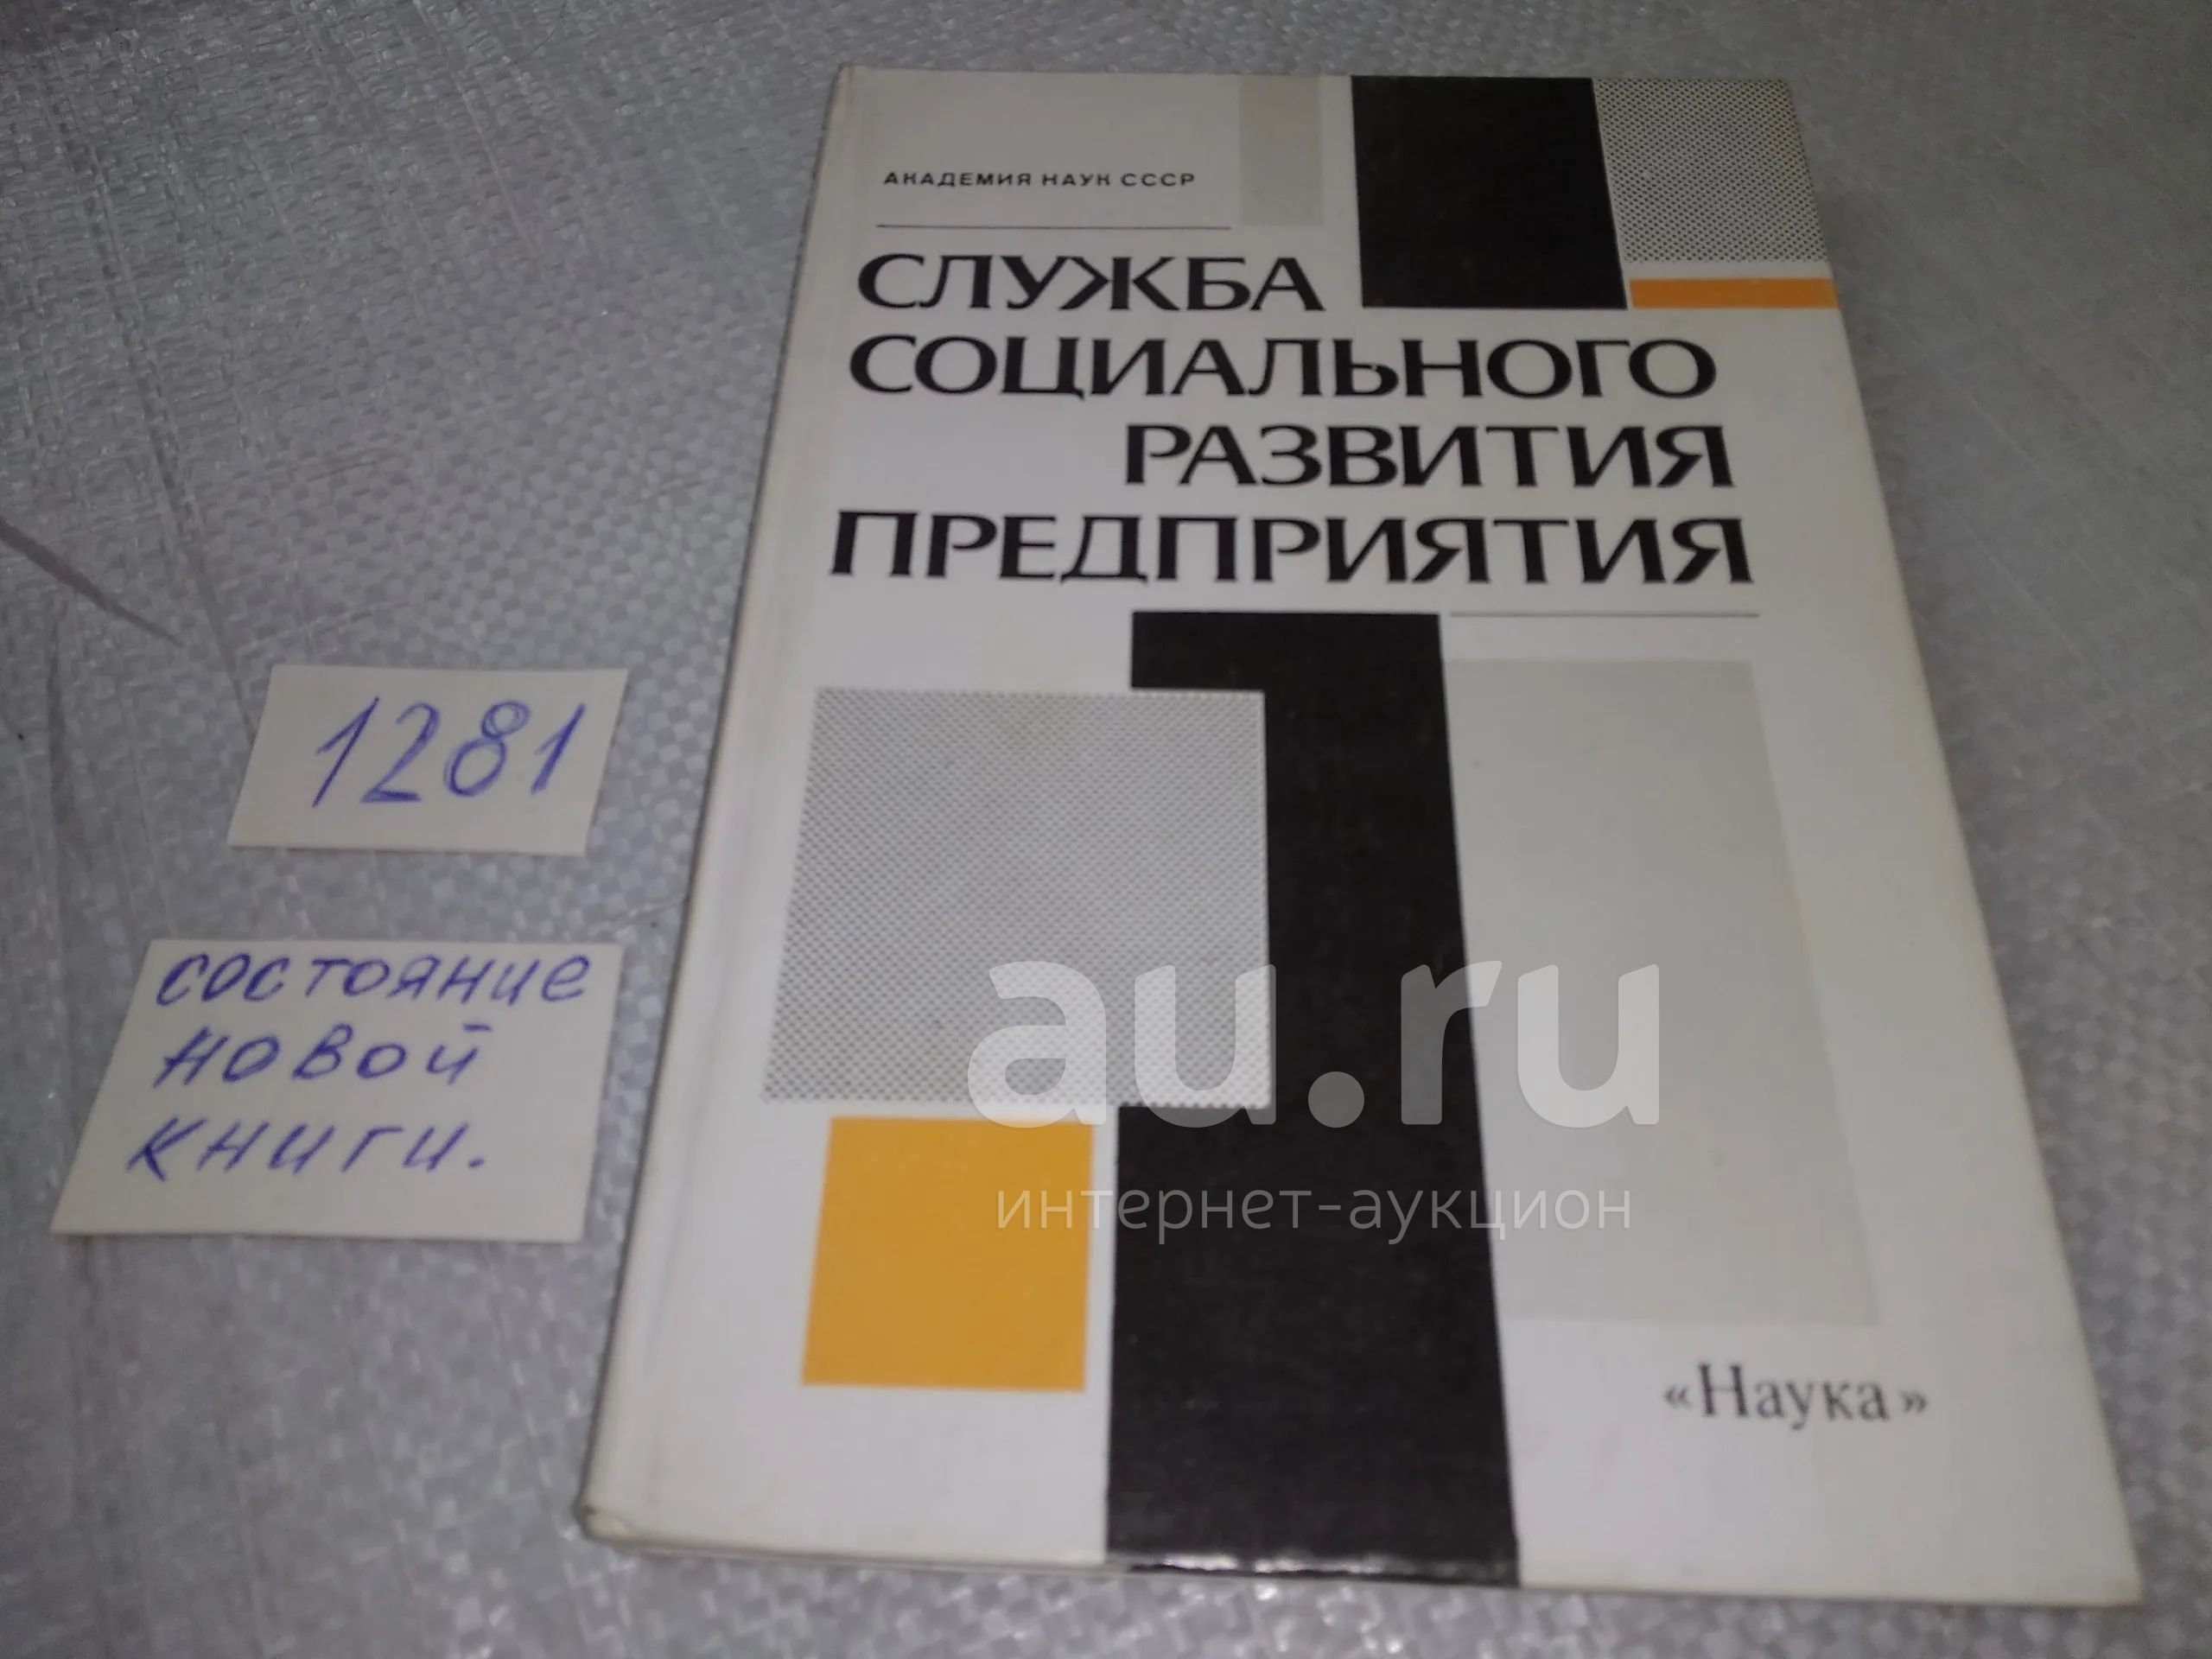 АКАДЕМИЯ НАУК СССР
СЛУЖБА
СОЦИАЛЬНОГО
РАЗВИТИЯ
ПРЕДПРИЯТИЯ
«Наука»
1281
состояние
новой
книги.
au.ru
интернет-аукцион